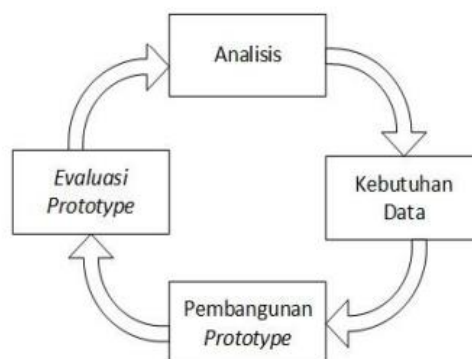 Analisis
Kebutuhan
Data
Pembangunan
Prototype
Evaluasi
Prototype